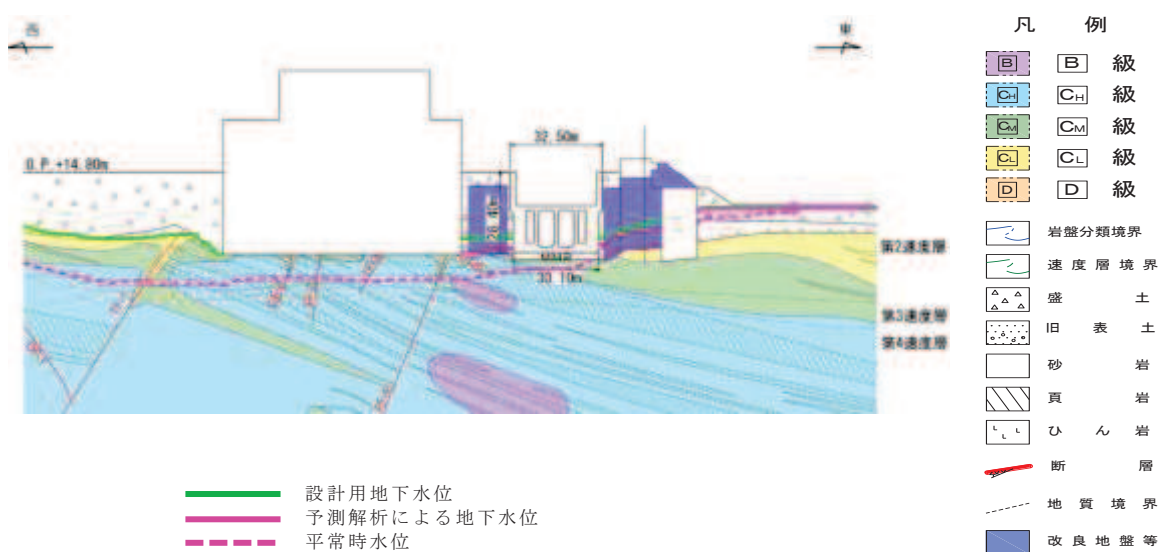 西
東
32.50m
O.P.+14.80m
26.40m
33.10m
第2速度層
第3速度層
第4速度層
凡 例
B B 級
CH CH 級
CM CM 級
CL CL 級
D D 級
岩盤分類境界
速度層境界
盛 土
旧 表 土
砂 岩
頁 岩
ひ ん 岩
断 層
地 質 境 界
改 良 地 盤 等
設計用地下水位
予測解析による地下水位
平常時水位